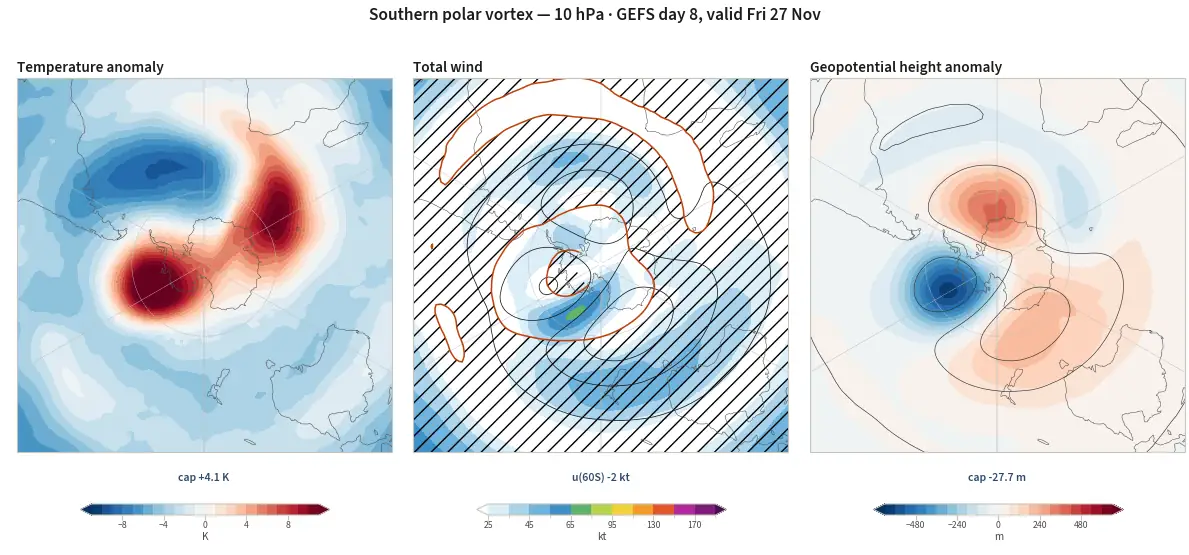 Southern polar vortex — 10 hPa · GEFS day 8, valid Fri 27 Nov
Temperature anomaly
Total wind
Geopotential height anomaly
cap +4.1 K
u(60S) -2 kt
cap -27.7 m
−8 −4 0 4 8
K
25 45 65 95 130 170
kt
−480 −240 0 240 480
m